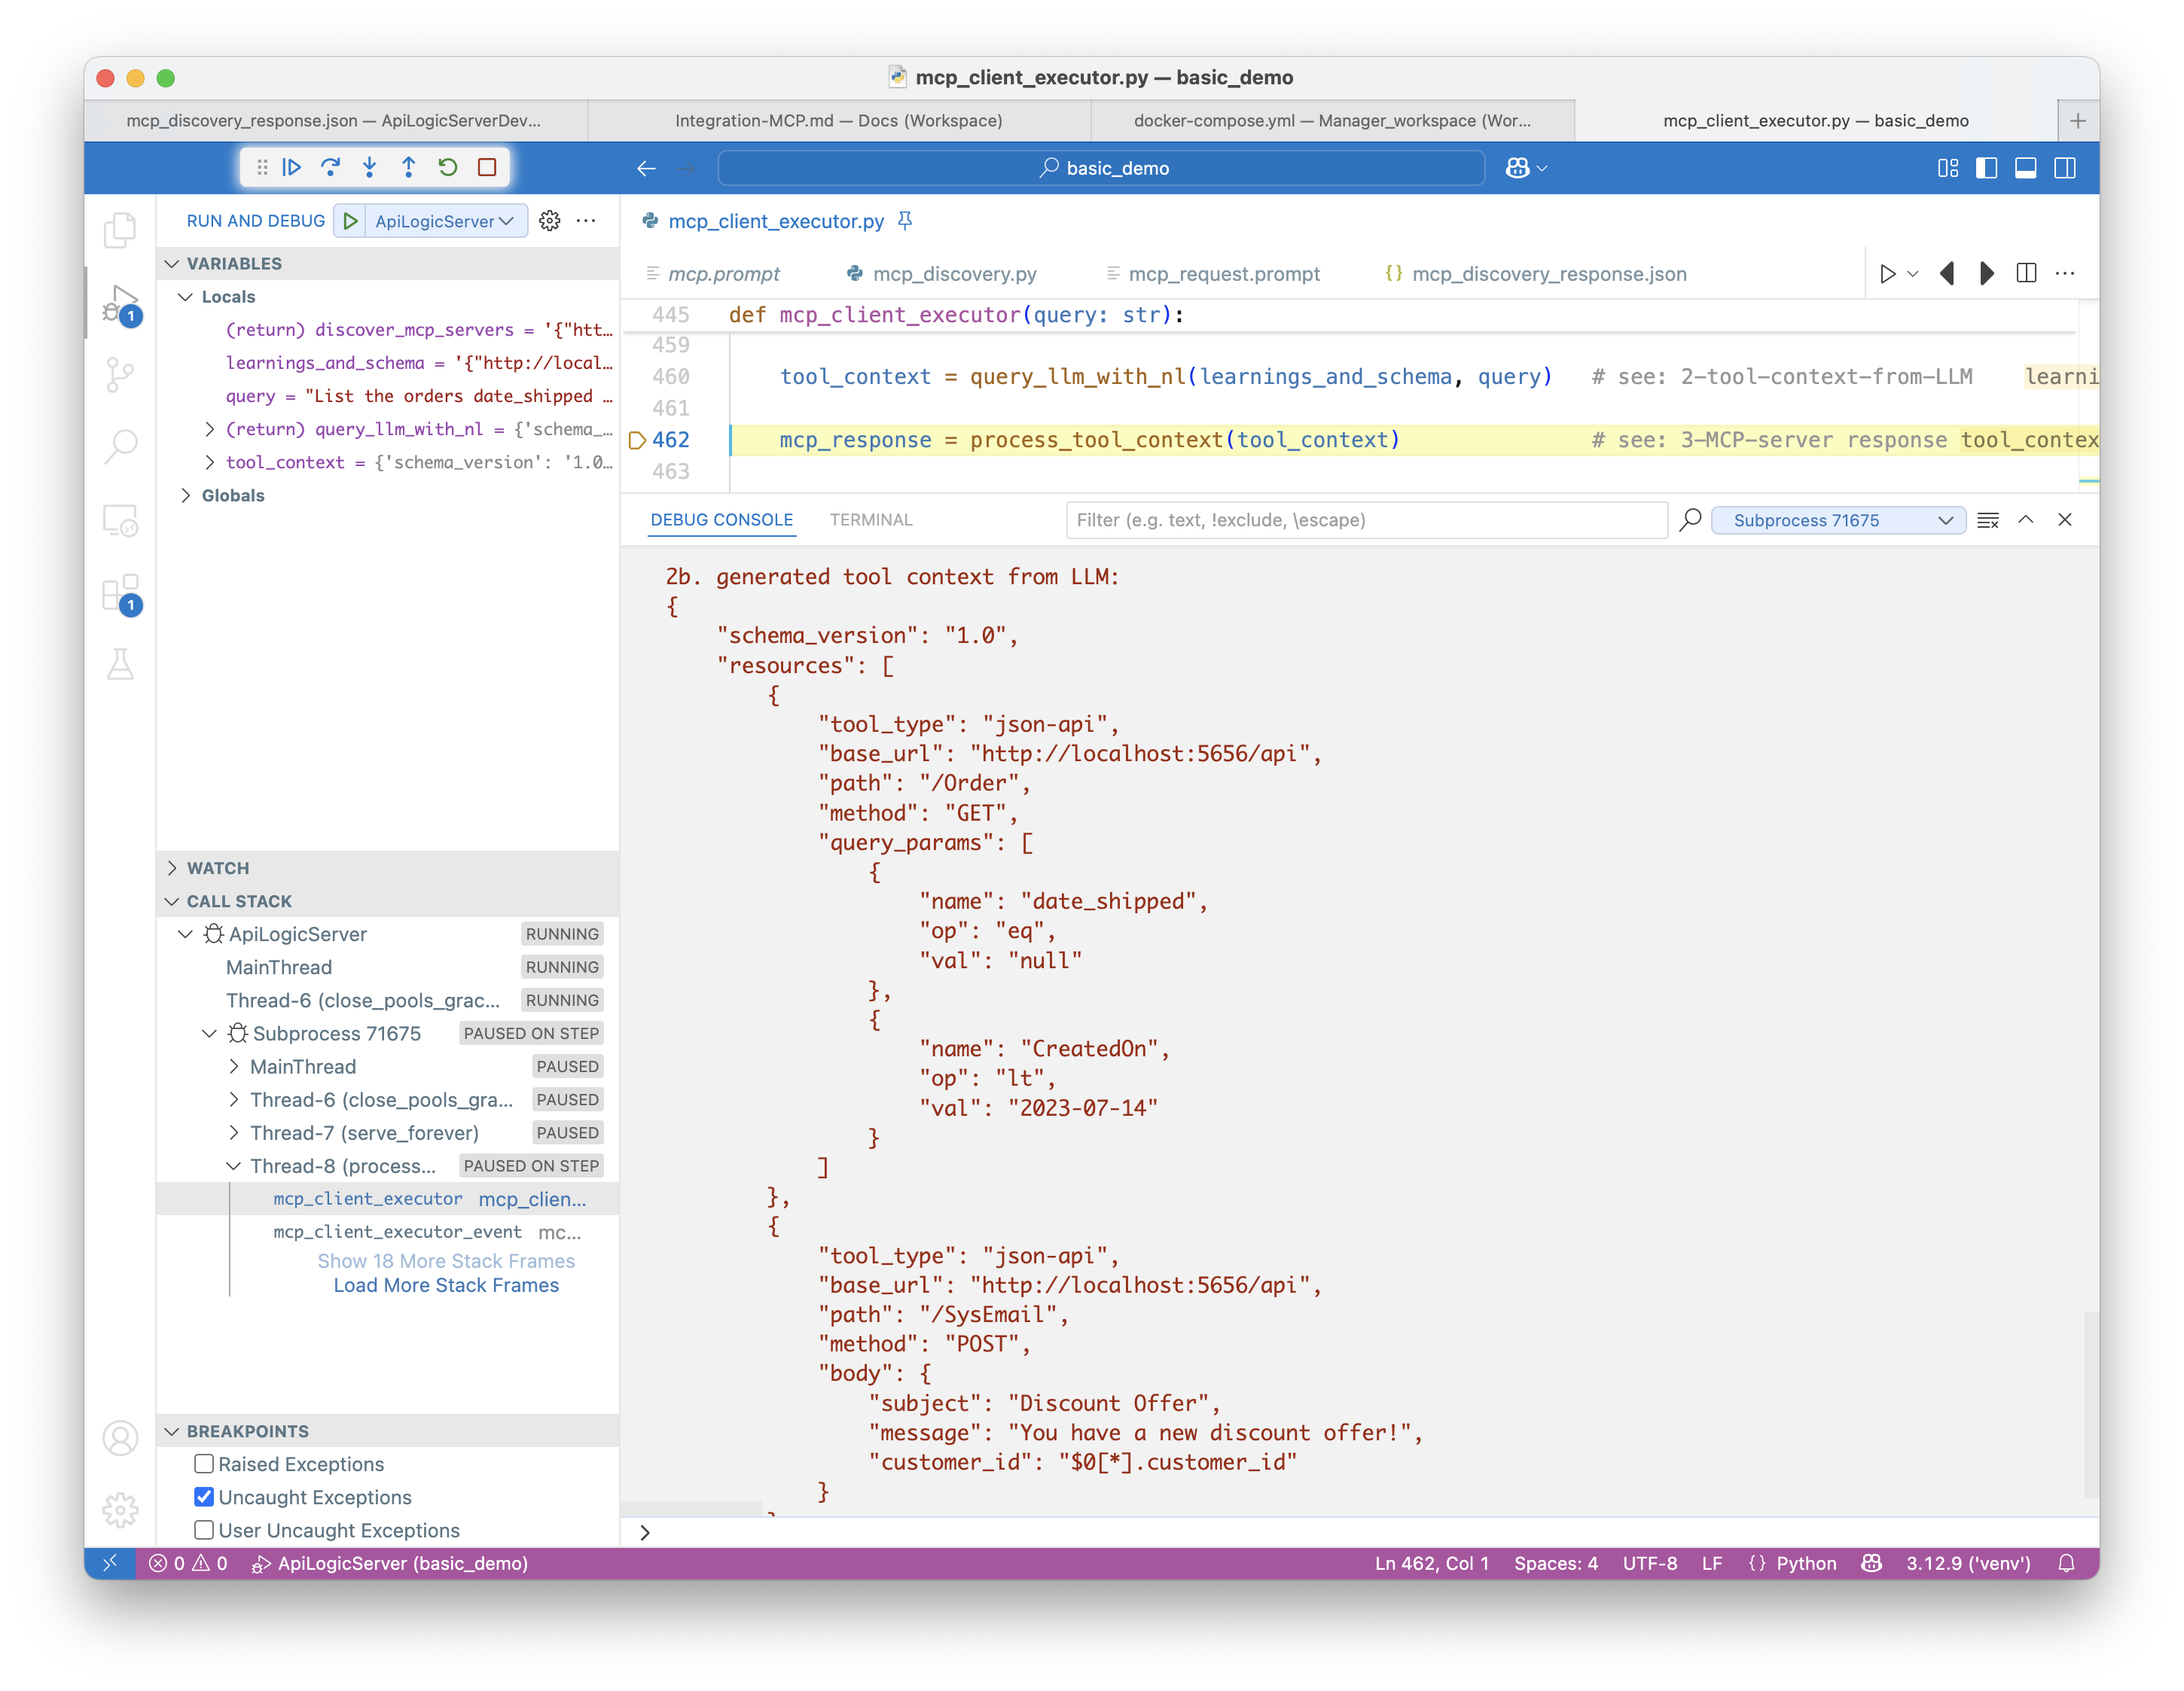 mcp_client_executor.py — basic_demo
mcp_discovery_response.json — ApiLogicServerDev...
Integration-MCP.md — Docs (Workspace)
docker-compose.yml — Manager_workspace (Wor...
mcp_client_executor.py — basic_demo
basic_demo
RUN AND DEBUG
ApiLogicServer
VARIABLES
Locals
(return) discover_mcp_servers = '{"htt...
learnings_and_schema = '{"http://local...
query = "List the orders date_shipped ...
(return) query_llm_with_nl = {'schema_...
tool_context = {'schema_version': '1.0...
Globals
WATCH
CALL STACK
ApiLogicServer RUNNING
MainThread RUNNING
Thread-6 (close_pools_grac... RUNNING
Subprocess 71675 PAUSED ON STEP
MainThread PAUSED
Thread-6 (close_pools_gra... PAUSED
Thread-7 (serve_forever) PAUSED
Thread-8 (process... PAUSED ON STEP
mcp_client_executor mcp_clien...
mcp_client_executor_event mc...
Show 18 More Stack Frames
Load More Stack Frames
BREAKPOINTS
Raised Exceptions
Uncaught Exceptions
User Uncaught Exceptions
1
1
mcp_client_executor.py
mcp.prompt
mcp_discovery.py
mcp_request.prompt
{} mcp_discovery_response.json
445 def mcp_client_executor(query: str):
459
460 tool_context = query_llm_with_nl(learnings_and_schema, query) # see: 2-tool-context-from-LLM learni
461
462 mcp_response = process_tool_context(tool_context) # see: 3-MCP-server response tool_contex
463
DEBUG CONSOLE
TERMINAL
Filter (e.g. text, !exclude, \escape)
Subprocess 71675
2b. generated tool context from LLM:
{
"schema_version": "1.0",
"resources": [
{
"tool_type": "json-api",
"base_url": "http://localhost:5656/api",
"path": "/Order",
"method": "GET",
"query_params": [
{
"name": "date_shipped",
"op": "eq",
"val": "null"
},
{
"name": "CreatedOn",
"op": "lt",
"val": "2023-07-14"
}
]
},
{
"tool_type": "json-api",
"base_url": "http://localhost:5656/api",
"path": "/SysEmail",
"method": "POST",
"body": {
"subject": "Discount Offer",
"message": "You have a new discount offer!",
"customer_id": "$0[*].customer_id"
}
0 0 ApiLogicServer (basic_demo)
Ln 462, Col 1 Spaces: 4 UTF-8 LF {} Python 3.12.9 ('venv')